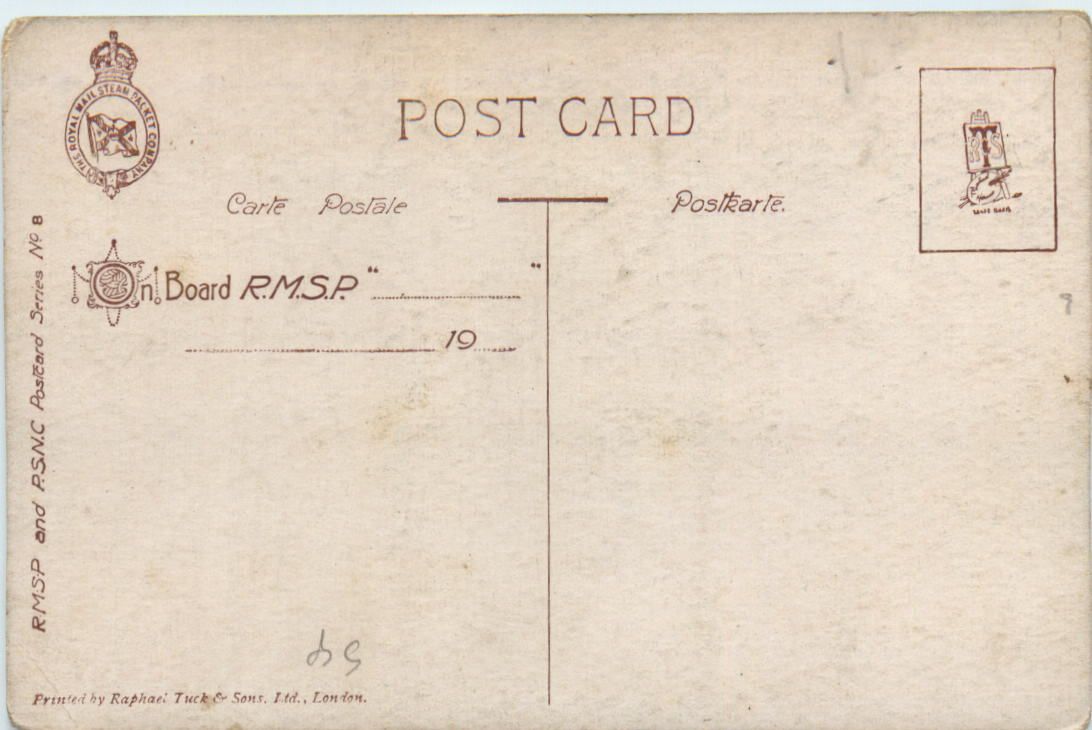 THE ROYAL MAIL STEAM PACKET COMPANY
POST CARD
Carte Postale
Postkarte.
On Board R.M.S.P. “ ”
19
RMSP and P.S.N.C Postcard Series No 8
Printed by Raphael Tuck & Sons, Ltd., London.
R T S